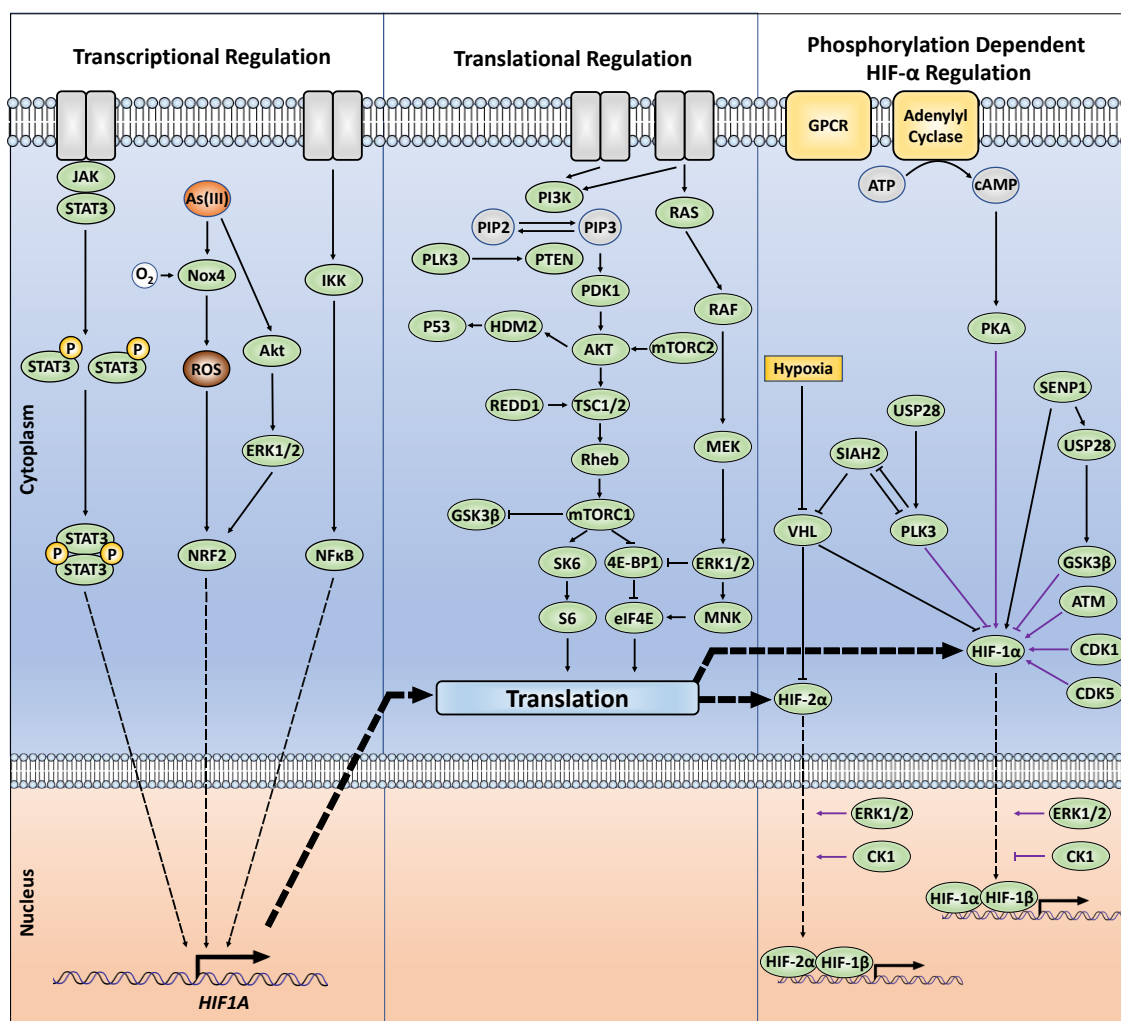 Transcriptional Regulation
Translational Regulation
Phosphorylation Dependent
HIF-α Regulation
Cytoplasm
Nucleus
JAK
STAT3
As(III)
O2
Nox4
IKK
P
STAT3
P
STAT3
ROS
Akt
ERK1/2
STAT3
P
P
STAT3
NRF2
NFκB
HIF1A
PI3K
RAS
PIP2
PIP3
PLK3
PTEN
PDK1
RAF
P53
HDM2
AKT
mTORC2
REDD1
TSC1/2
Rheb
MEK
GSK3β
mTORC1
SK6
4E-BP1
ERK1/2
S6
eIF4E
MNK
Translation
GPCR
Adenylyl
Cyclase
ATP
cAMP
PKA
Hypoxia
SENP1
USP28
USP28
SIAH2
VHL
PLK3
GSK3β
ATM
HIF-1α
CDK1
CDK5
HIF-2α
ERK1/2
ERK1/2
CK1
CK1
HIF-1α
HIF-1β
HIF-2α
HIF-1β